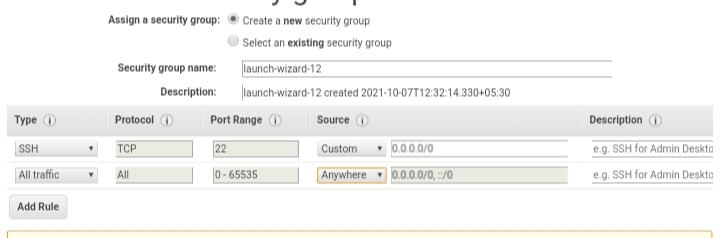 Assign a security group: Create a new security group
Select an existing security group
Security group name: launch-wizard-12
Description: launch-wizard-12 created 2021-10-07T12:32:14.330+05:30
Type Protocol Port Range Source Description
SSH TCP 22 Custom 0.0.0.0/0 e.g. SSH for Admin Deskto
All traffic All 0 - 65535 Anywhere 0.0.0.0/0, ::/0 e.g. SSH for Admin Deskto
Add Rule